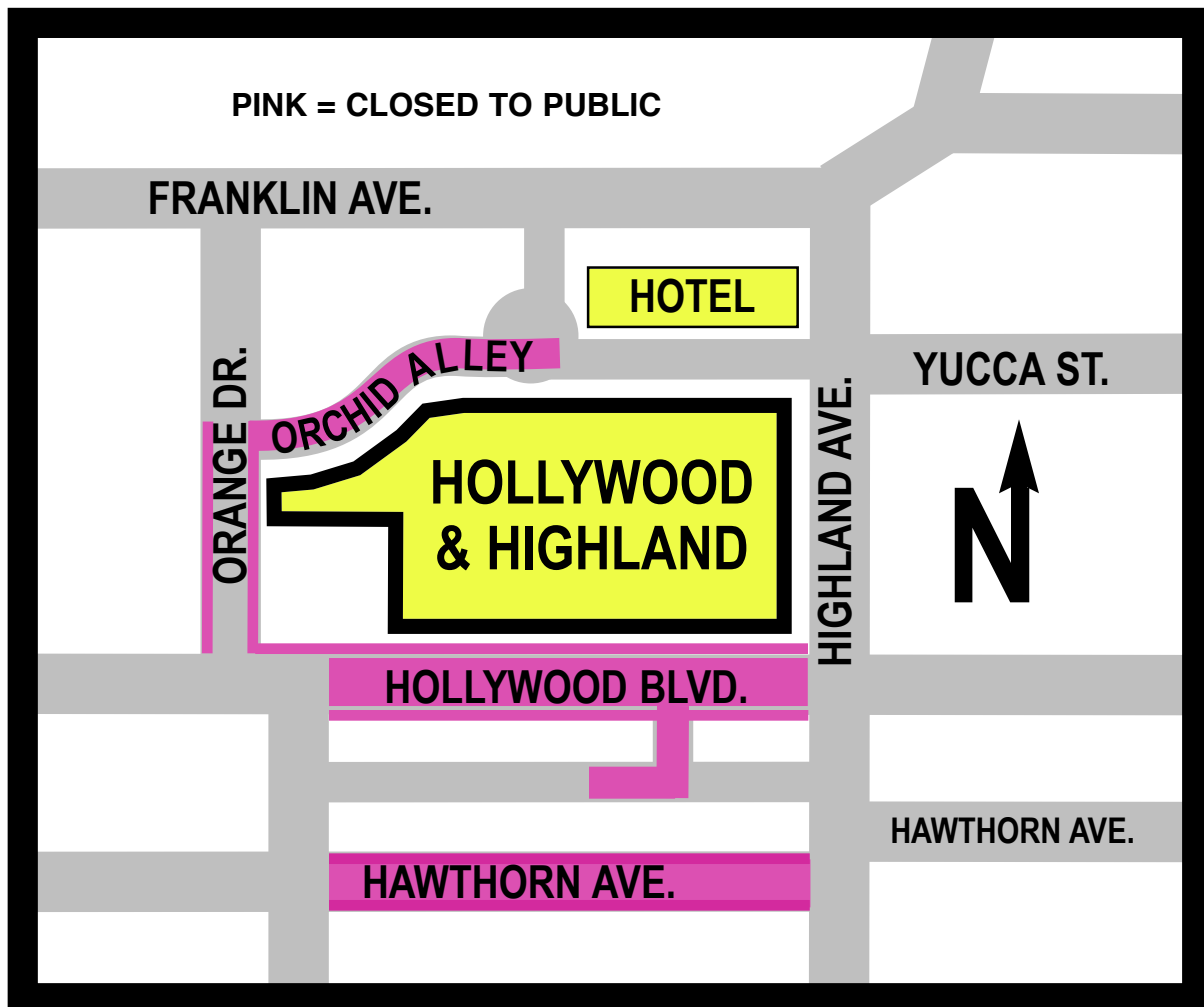 PINK = CLOSED TO PUBLIC
FRANKLIN AVE.
HOTEL
ORCHID ALLEY
YUCCA ST.
ORANGE DR.
HOLLYWOOD
& HIGHLAND
HIGHLAND AVE.
N
HOLLYWOOD BLVD.
HAWTHORN AVE.
HAWTHORN AVE.